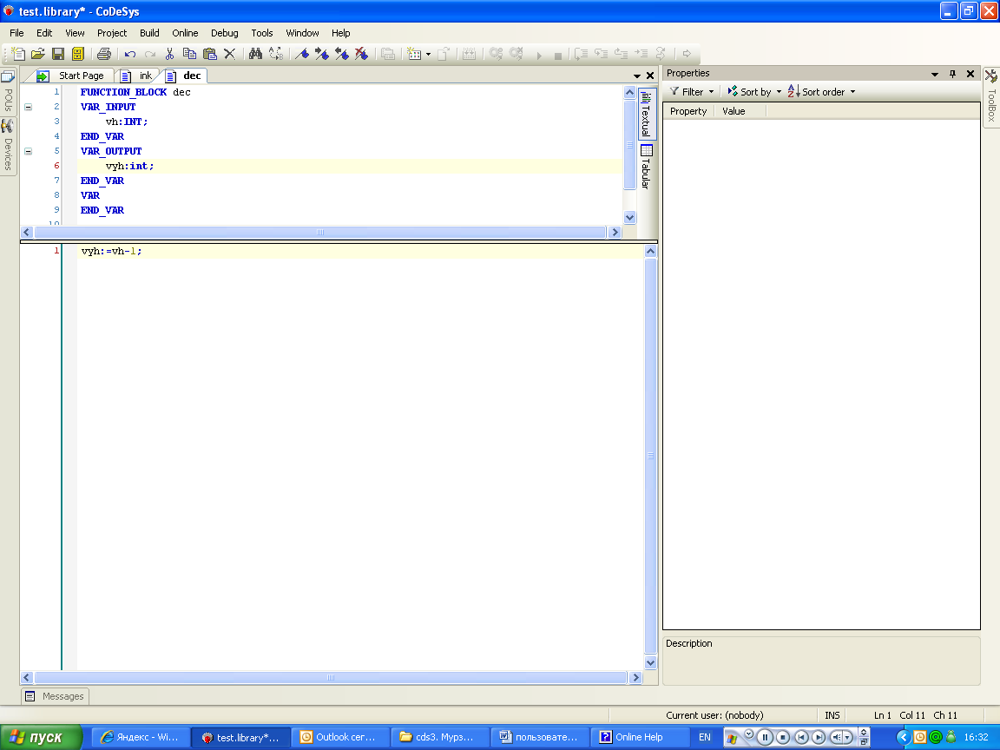 test.library* - CoDeSys
File Edit View Project Build Online Debug Tools Window Help
Start Page ink dec
Properties
Filter Sort by Sort order
Property Value
POUs
Devices
ToolBox
Textual
Tabular
1 FUNCTION_BLOCK dec
2 VAR_INPUT
3 vh:INT;
4 END_VAR
5 VAR_OUTPUT
6 vyh:int;
7 END_VAR
8 VAR
9 END_VAR
10
1 vyh:=vh-1;
Description
Messages
Current user: (nobody) INS Ln 1 Col 11 Ch 11
пуск Яндекс - Wi... test.library*... Outlook сег... cds3. Мурз... пользовате... Online Help EN 16:32